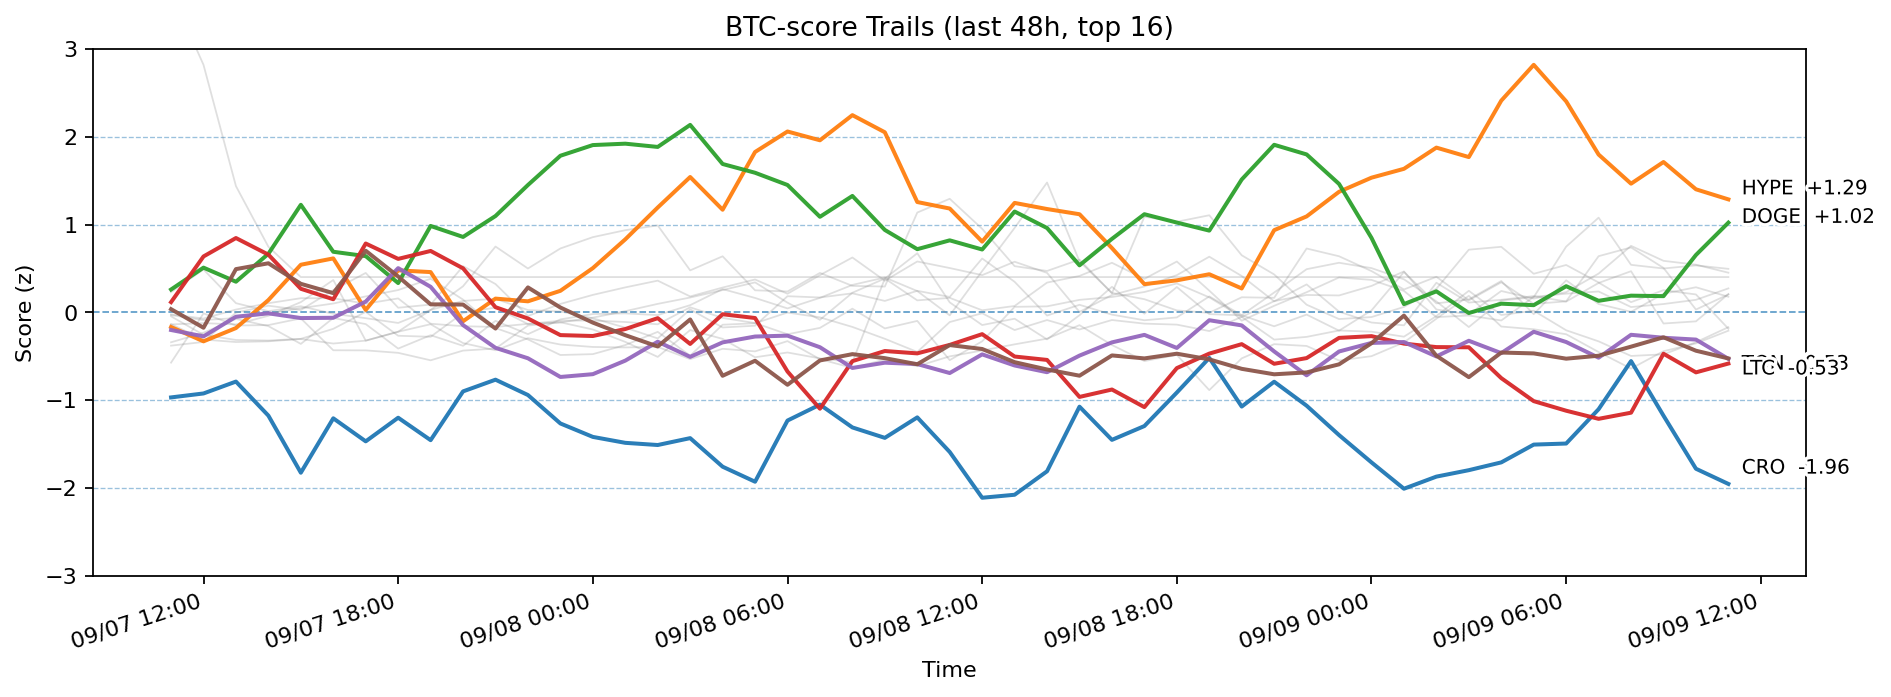 BTC-score Trails (last 48h, top 16)
Score (z)
3
2
1
0
−1
−2
−3
HYPE +1.29
DOGE +1.02
LTC -0.53
CRO -1.96
09/07 12:00
09/07 18:00
09/08 00:00
09/08 06:00
09/08 12:00
09/08 18:00
09/09 00:00
09/09 06:00
09/09 12:00
Time